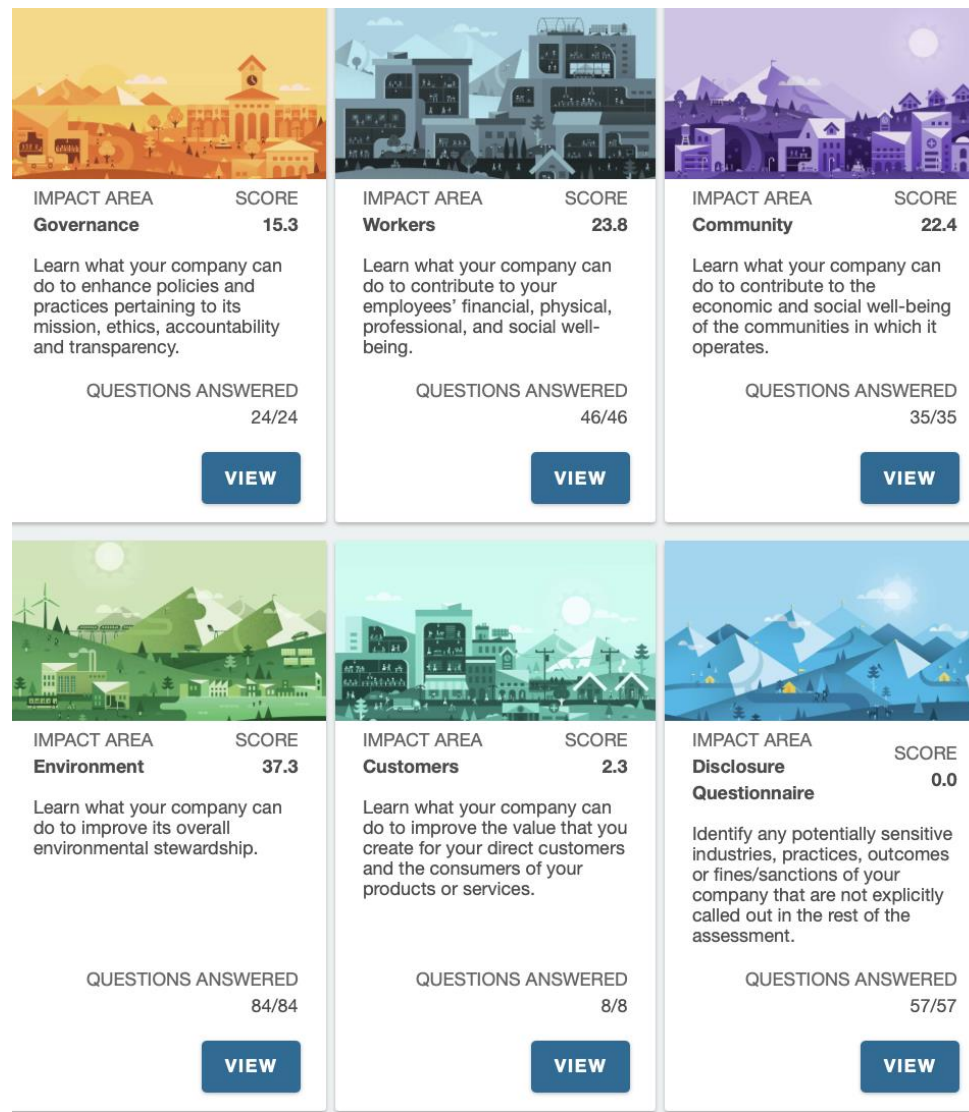 IMPACT AREA SCORE
Governance 15.3
Learn what your company can
do to enhance policies and
practices pertaining to its
mission, ethics, accountability
and transparency.
QUESTIONS ANSWERED
24/24
VIEW
IMPACT AREA SCORE
Workers 23.8
Learn what your company can
do to contribute to your
employees’ financial, physical,
professional, and social well-
being.
QUESTIONS ANSWERED
46/46
VIEW
IMPACT AREA SCORE
Community 22.4
Learn what your company can
do to contribute to the
economic and social well-being
of the communities in which it
operates.
QUESTIONS ANSWERED
35/35
VIEW
IMPACT AREA SCORE
Environment 37.3
Learn what your company can
do to improve its overall
environmental stewardship.
QUESTIONS ANSWERED
84/84
VIEW
IMPACT AREA SCORE
Customers 2.3
Learn what your company can
do to improve the value that you
create for your direct customers
and the consumers of your
products or services.
QUESTIONS ANSWERED
8/8
VIEW
IMPACT AREA SCORE
Disclosure 0.0
Questionnaire
Identify any potentially sensitive
industries, practices, outcomes
or fines/sanctions of your
company that are not explicitly
called out in the rest of the
assessment.
QUESTIONS ANSWERED
57/57
VIEW